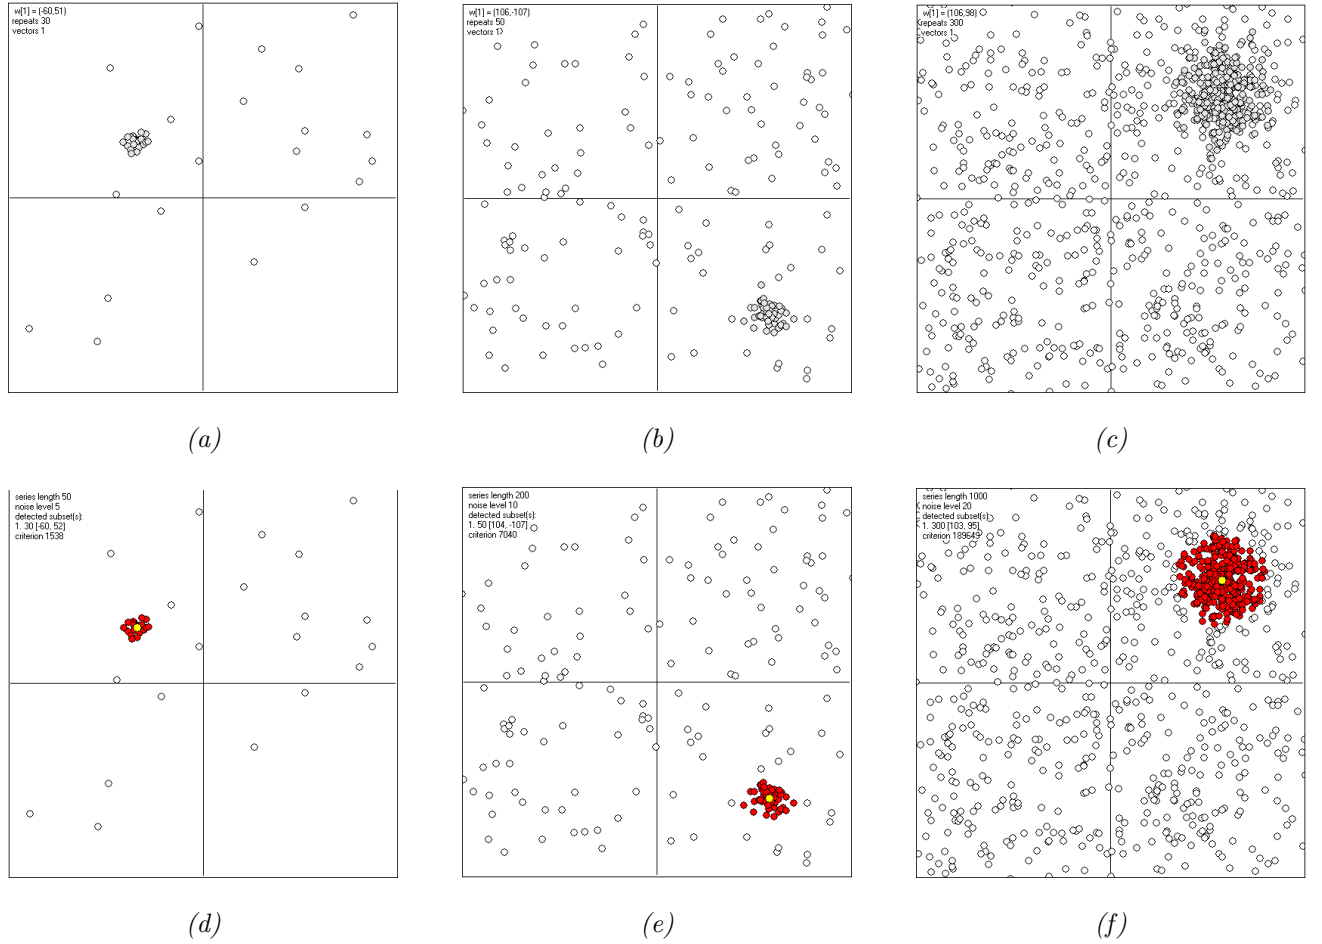 w[1] = (-60,51)
repeats 30
vectors 1
w[1] = (106,-107)
repeats 50
vectors 1
w[1] = (106,98)
repeats 300
vectors 1
(a)
(b)
(c)
series length 50
noise level 5
detected subset(s):
1. 30 [-60, 52]
criterion 1538
series length 200
noise level 10
detected subset(s):
1. 50 [104, -107]
criterion 7040
series length 1000
noise level 20
detected subset(s):
1. 300 [103, 95]
criterion 189649
(d)
(e)
(f)